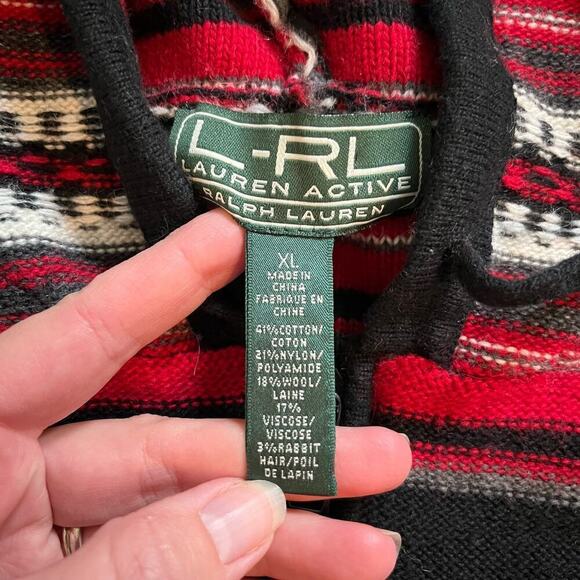 L-RL
LAUREN ACTIVE
RALPH LAUREN
XL
MADE IN
CHINA
FABRIQUE EN
CHINE
41%COTTON/
COTON
21%NYLON/
POLYAMIDE
18%WOOL/
LAINE
17%
VISCOSE/
VISCOSE
3%RABBIT
HAIR/POIL
DE LAPIN